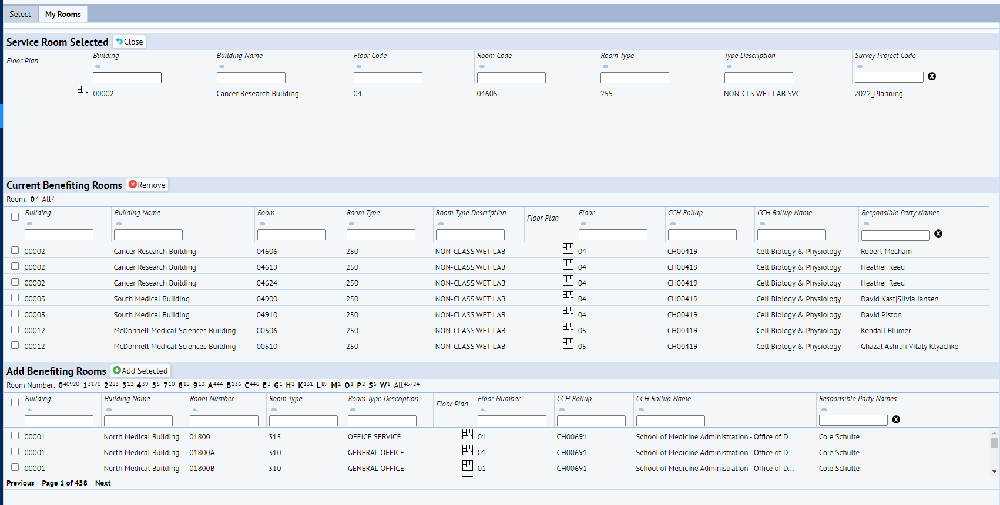 Select My Rooms
Service Room Selected Close
Floor Plan Building Building Name Floor Code Room Code Room Type Type Description Survey Project Code
00002 Cancer Research Building 04 04605 255 NON-CLS WET LAB SVC 2022_Planning
Current Benefiting Rooms Remove
Room: 0 7 All 7
Building Building Name Room Room Type Room Type Description Floor Plan Floor CCH Rollup CCH Rollup Name Responsible Party Names
00002 Cancer Research Building 04606 250 NON-CLASS WET LAB 04 CH00419 Cell Biology & Physiology Robert Mecham
00002 Cancer Research Building 04619 250 NON-CLASS WET LAB 04 CH00419 Cell Biology & Physiology Heather Reed
00002 Cancer Research Building 04624 250 NON-CLASS WET LAB 04 CH00419 Cell Biology & Physiology Heather Reed
00003 South Medical Building 04900 250 NON-CLASS WET LAB 04 CH00419 Cell Biology & Physiology David Kast|Silvia Jansen
00003 South Medical Building 04910 250 NON-CLASS WET LAB 04 CH00419 Cell Biology & Physiology David Piston
00012 McDonnell Medical Sciences Building 00506 250 NON-CLASS WET LAB 05 CH00419 Cell Biology & Physiology Kendall Blumer
00012 McDonnell Medical Sciences Building 00510 250 NON-CLASS WET LAB 05 CH00419 Cell Biology & Physiology Ghazal Ashrafi|Vitaly Klyachko
Add Benefiting Rooms Add Selected
Room Number: 0 40920 1 3170 2 283 3 12 4 39 5 5 7 10 8 12 9 10 A 444 B 136 C 446 E 3 G 1 H 2 K 131 L 89 M 1 O 1 P 2 S 6 W 1 All 45724
Building Building Name Room Number Room Type Room Type Description Floor Plan Floor Number CCH Rollup CCH Rollup Name Responsible Party Names
00001 North Medical Building 01800 315 OFFICE SERVICE 01 CH00691 School of Medicine Administration - Office of D... Cole Schulte
00001 North Medical Building 01800A 310 GENERAL OFFICE 01 CH00691 School of Medicine Administration - Office of D... Cole Schulte
00001 North Medical Building 01800B 310 GENERAL OFFICE 01 CH00691 School of Medicine Administration - Office of D... Cole Schulte
Previous Page 1 of 458 Next